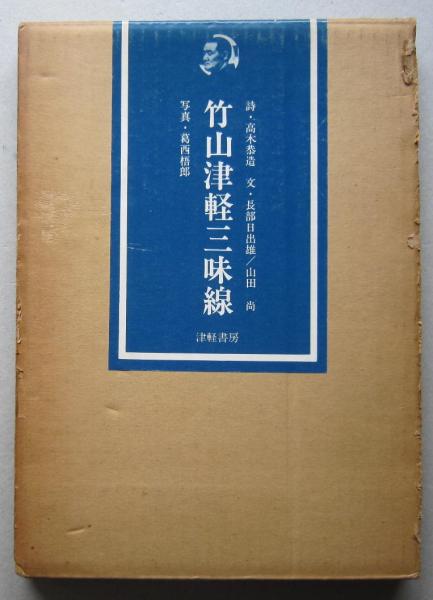 詩・高木恭造　文・長部日出雄／山田　尚
竹山津軽三味線
写真・葛西梧郎
津軽書房